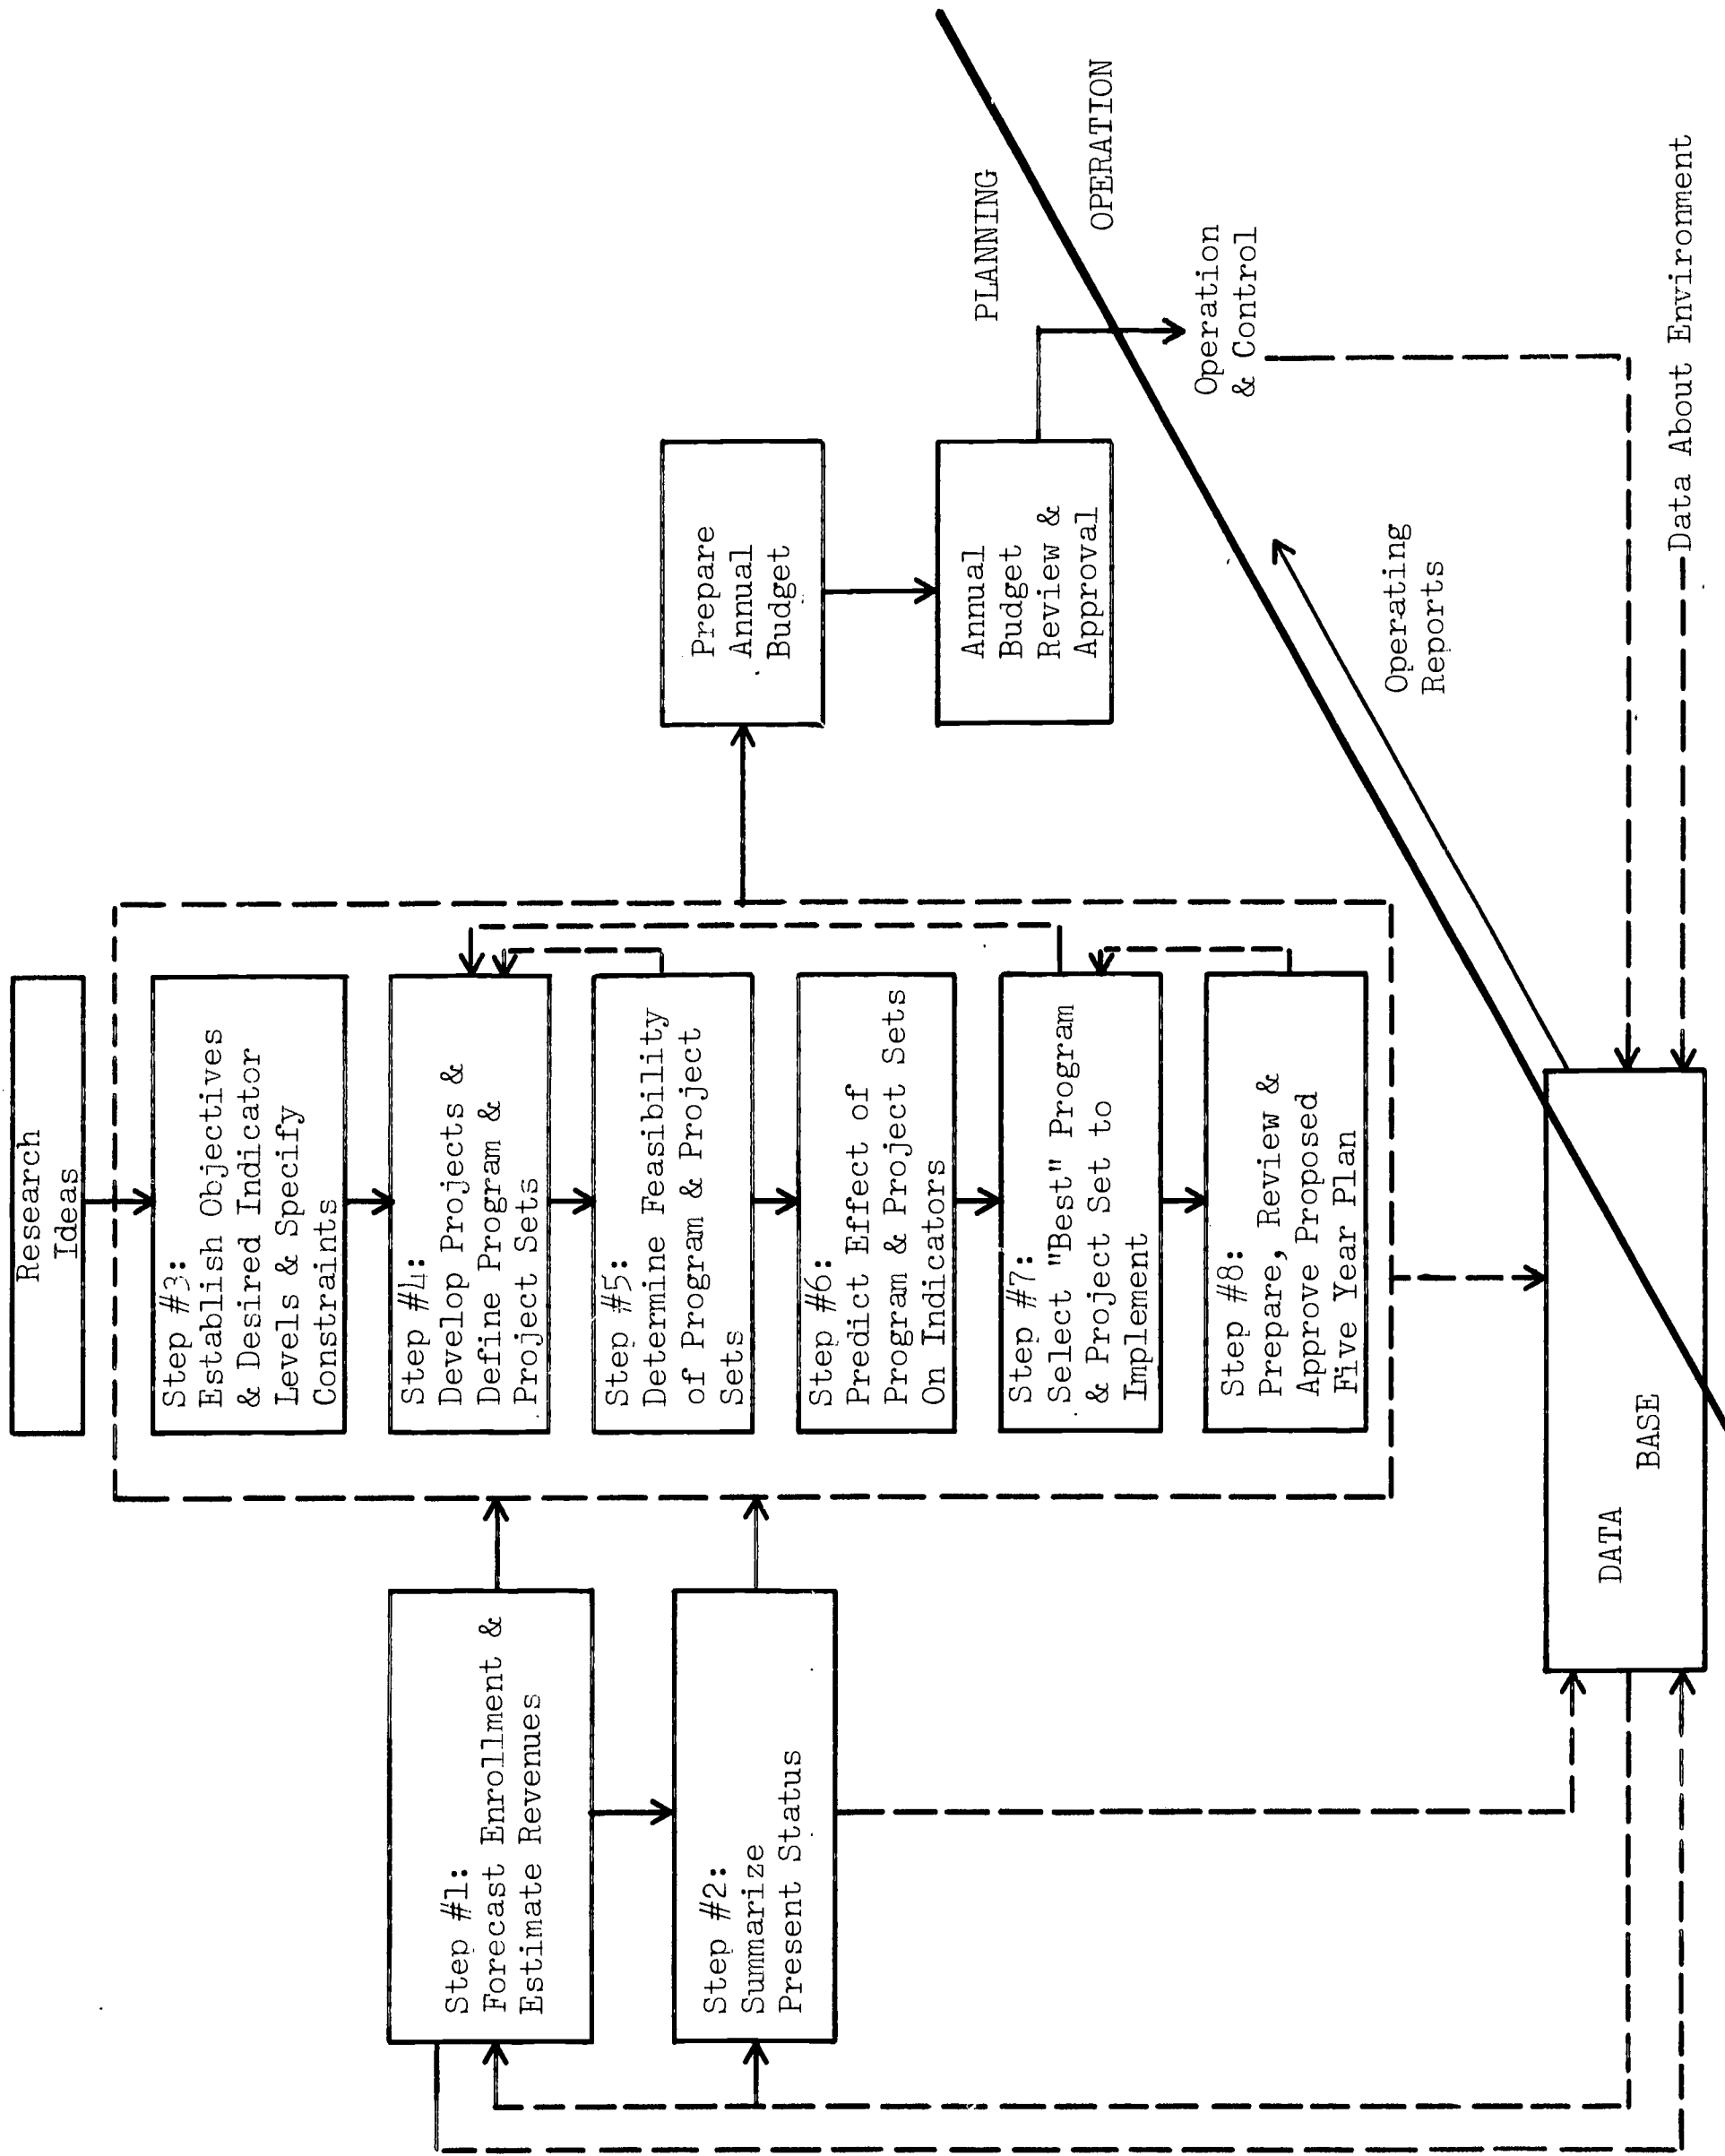 Research
Ideas
Step #1:
Forecast Enrollment &
Estimate Revenues
Step #2:
Summarize
Present Status
Step #3:
Establish Objectives
& Desired Indicator
Levels & Specify
Constraints
Step #4:
Develop Projects &
Define Program &
Project Sets
Step #5:
Determine Feasibility
of Program & Project
Sets
Step #6:
Predict Effect of
Program & Project Sets
On Indicators
Step #7:
Select "Best" Program
& Project Set to
Implement
Step #8:
Prepare, Review &
Approve Proposed
Five Year Plan
Prepare
Annual
Budget
Annual
Budget
Review &
Approval
PLANNING
OPERATION
Operation
& Control
Operating
Reports
Data About Environment
DATA
BASE